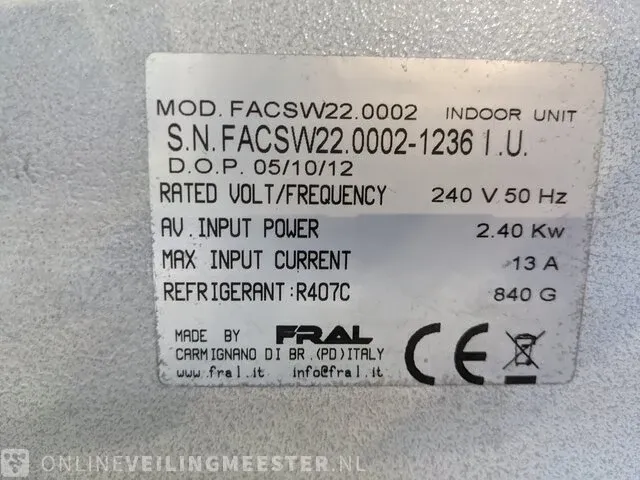 MOD. FACSW22.0002 INDOOR UNIT
S.N.FACSW22.0002-1236 I.U.
D.O.P. 05/10/12
RATED VOLT/FREQUENCY 240 V 50 Hz
AV.INPUT POWER 2.40 Kw
MAX INPUT CURRENT 13 A
REFRIGERANT:R407C 840 G
MADE BY FRAL
CARMIGNANO DI BR.(PD)ITALY
www.fral.it info@fral.it
CE
ONLINEVEILINGMEESTER.NL